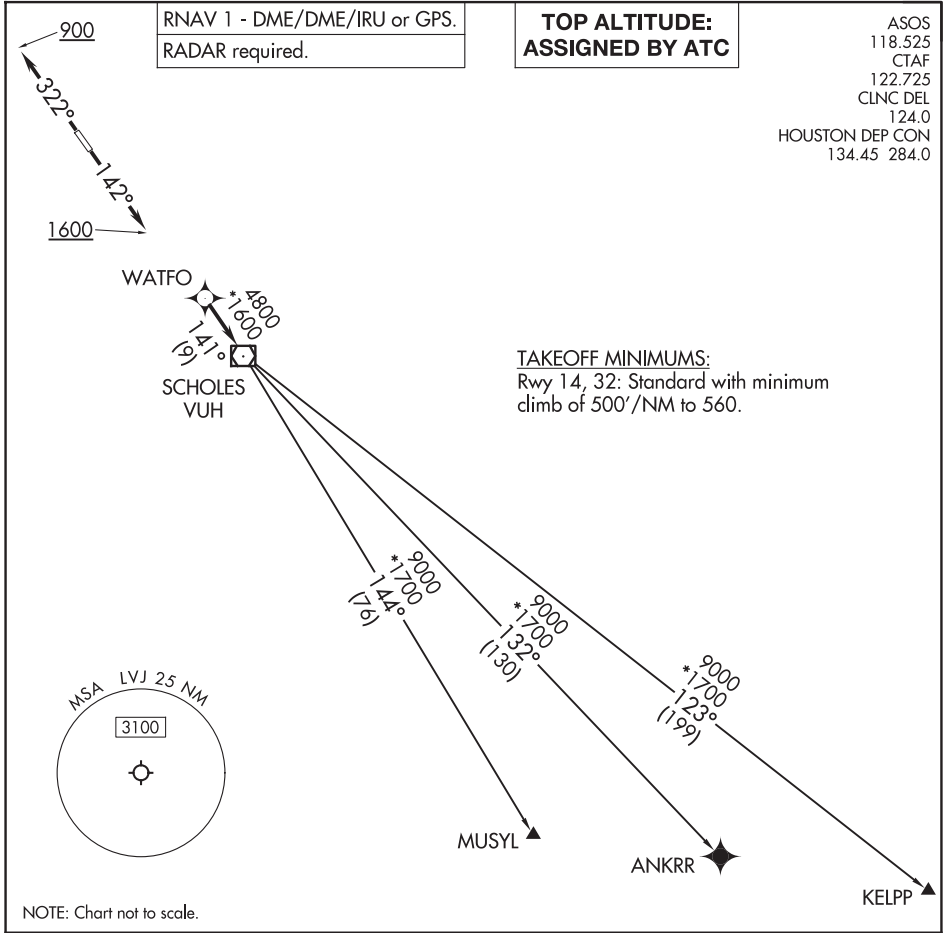 RNAV 1 - DME/DME/IRU or GPS.
RADAR required.
TOP ALTITUDE:
ASSIGNED BY ATC
ASOS
118.525
CTAF
122.725
CLNC DEL
124.0
HOUSTON DEP CON
134.45 284.0
900
322°
142°
1600
WATFO
4800
*1600
141°
(9)
SCHOLES
VUH
TAKEOFF MINIMUMS:
Rwy 14, 32: Standard with minimum
climb of 500'/NM to 560.
9000
*1700
144°
(76)
9000
*1700
132°
(130)
9000
*1700
123°
(199)
MSA LVJ 25 NM
3100
MUSYL
ANKRR
KELPP
NOTE: Chart not to scale.